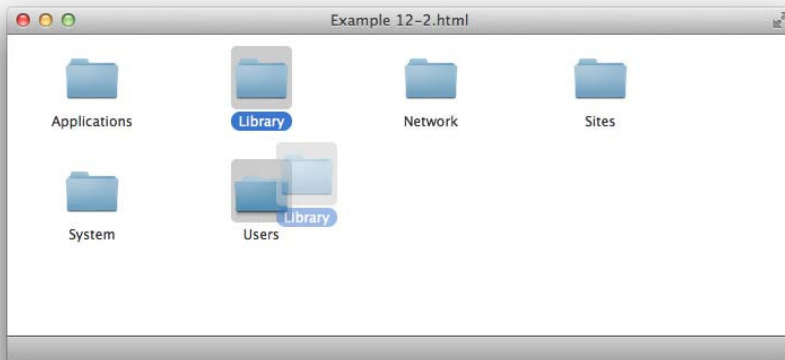 Example 12-2.html
Applications
Library
Network
Sites
Library
System
Users